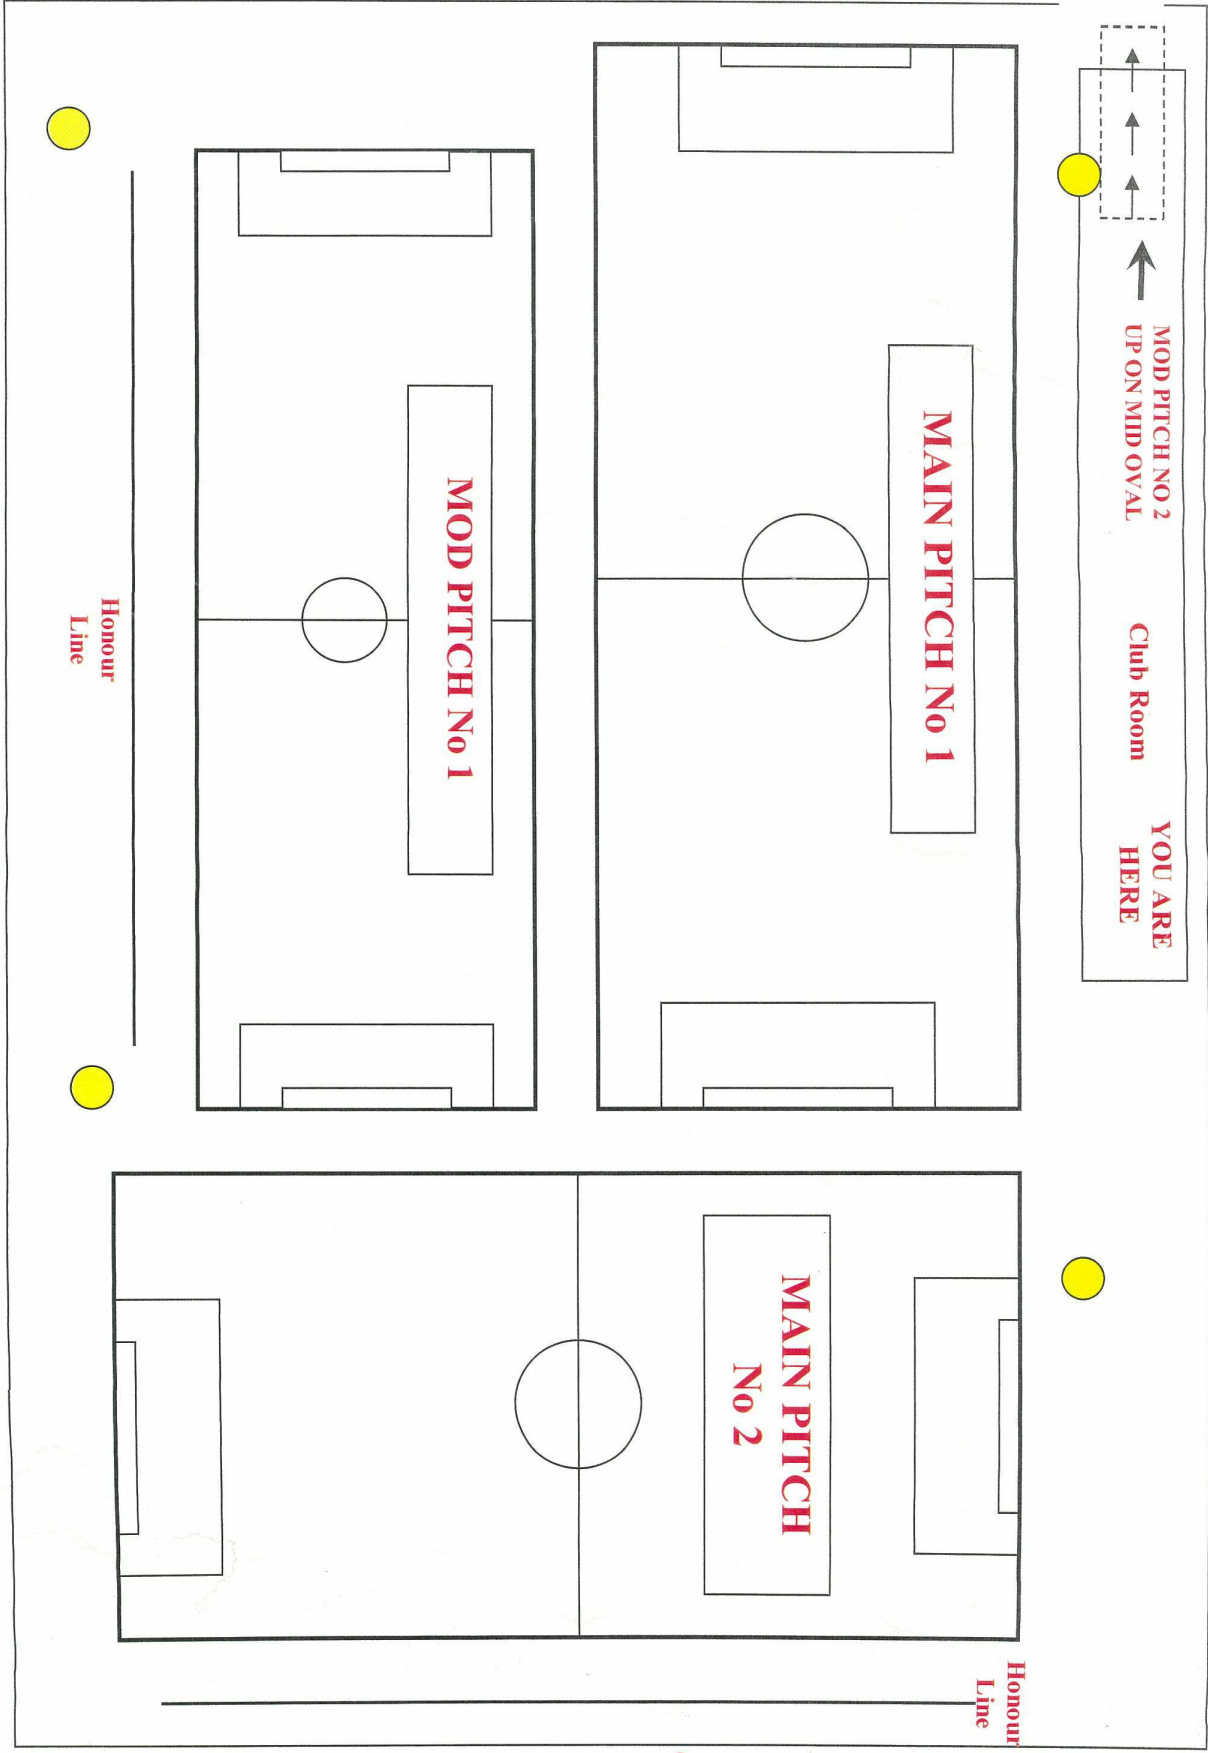 MOD PITCH NO 2
UP ON MID OVAL
Club Room
YOU ARE
HERE
MAIN PITCH No 1
MOD PITCH No 1
Honour
Line
MAIN PITCH
No 2
Honour
Line